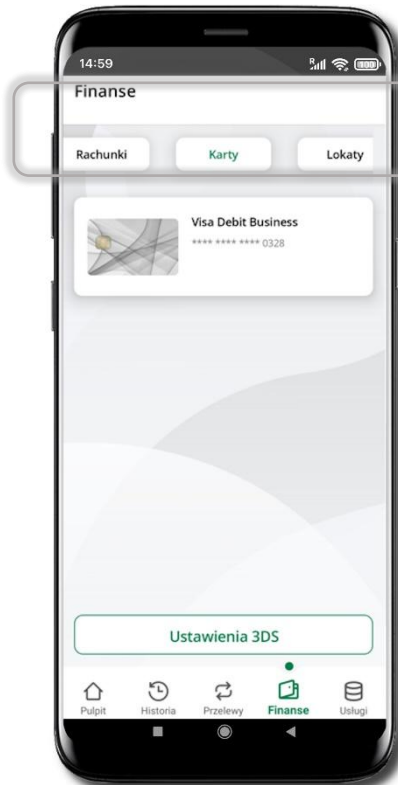 14:59
Finanse
Rachunki Karty Lokaty
Visa Debit Business
**** **** **** 0328
Ustawienia 3DS
Pulpit Historia Przelewy Finanse Usługi